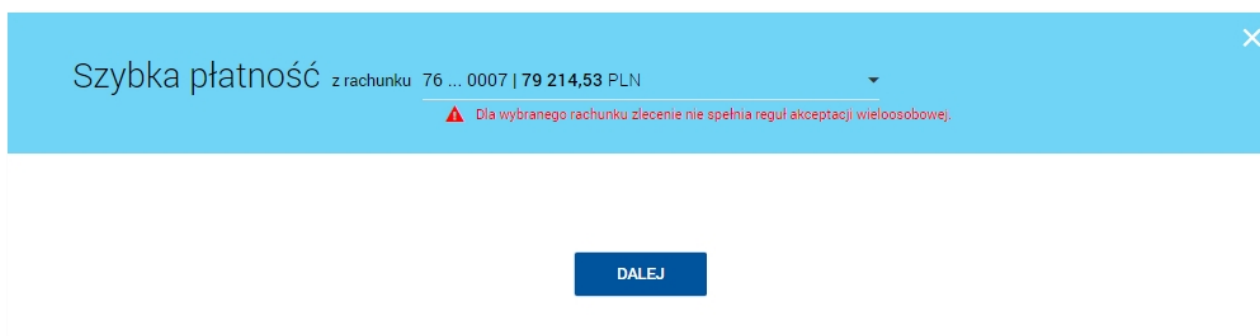 Szybka płatność z rachunku 76 ... 0007 | 79 214,53 PLN
Dla wybranego rachunku zlecenie nie spełnia reguł akceptacji wieloosobowej.
DALEJ